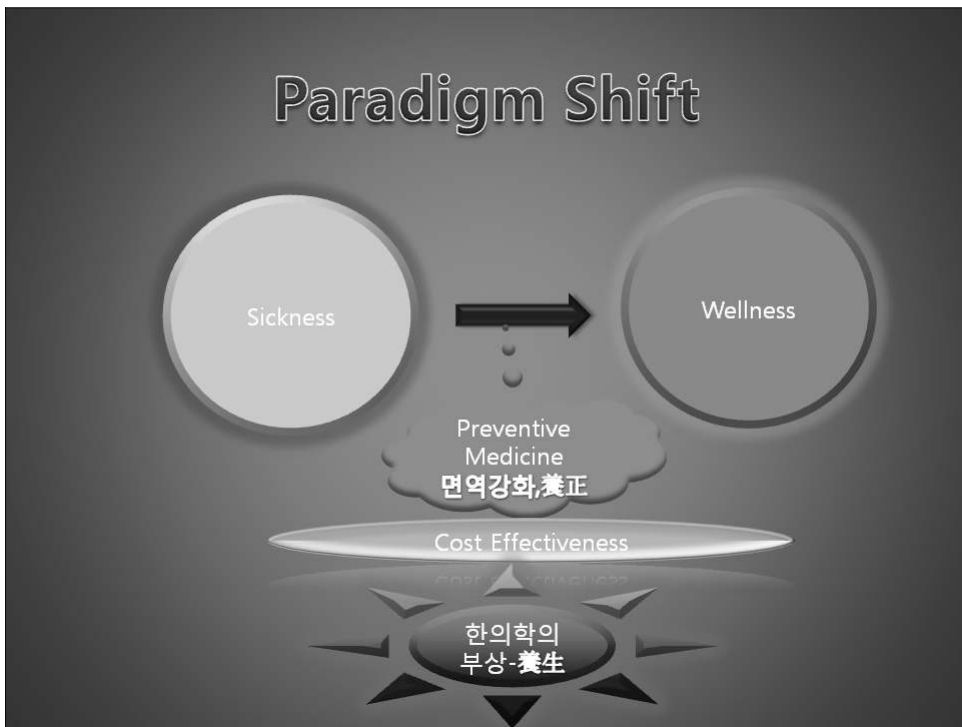 Paradigm Shift
Sickness
Wellness
Preventive
Medicine
면역강화,養正
Cost Effectiveness
한의학의
부상-養生